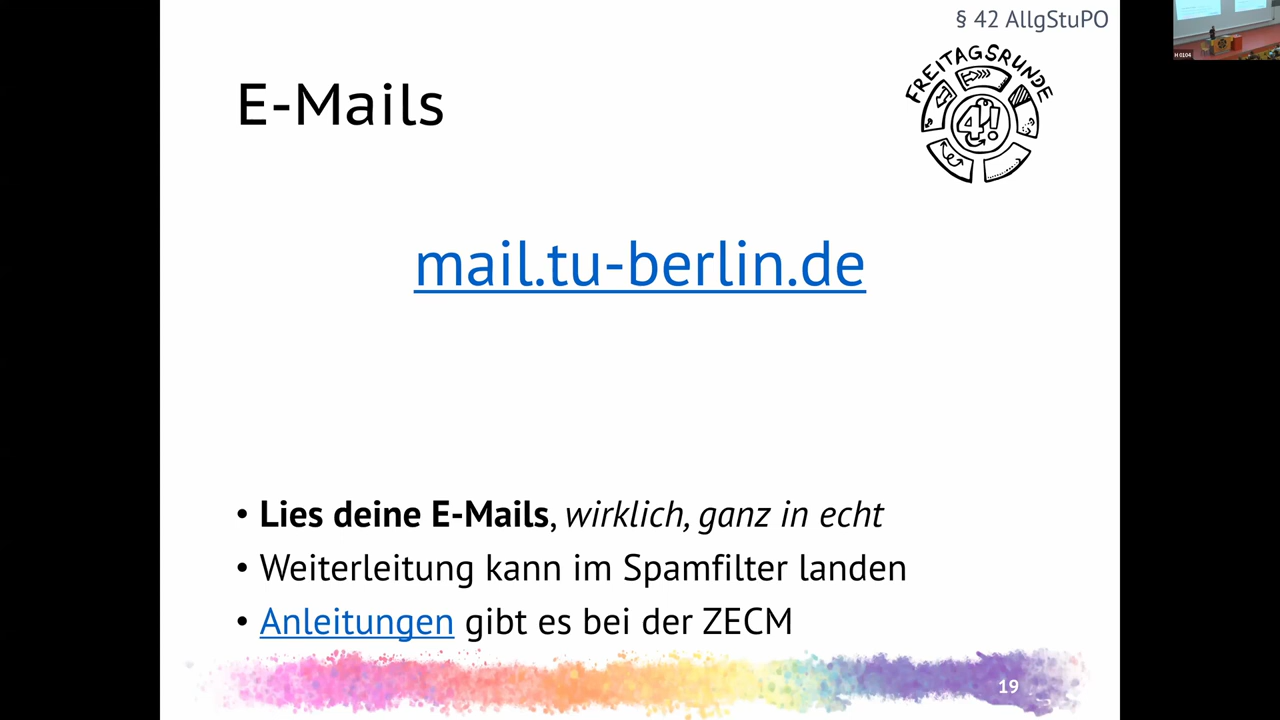 § 42 AllgStuPO
H 0104
E-Mails
FREITAGSRUNDE
4!
mail.tu-berlin.de
• Lies deine E-Mails, wirklich, ganz in echt
• Weiterleitung kann im Spamfilter landen
• Anleitungen gibt es bei der ZECM
19